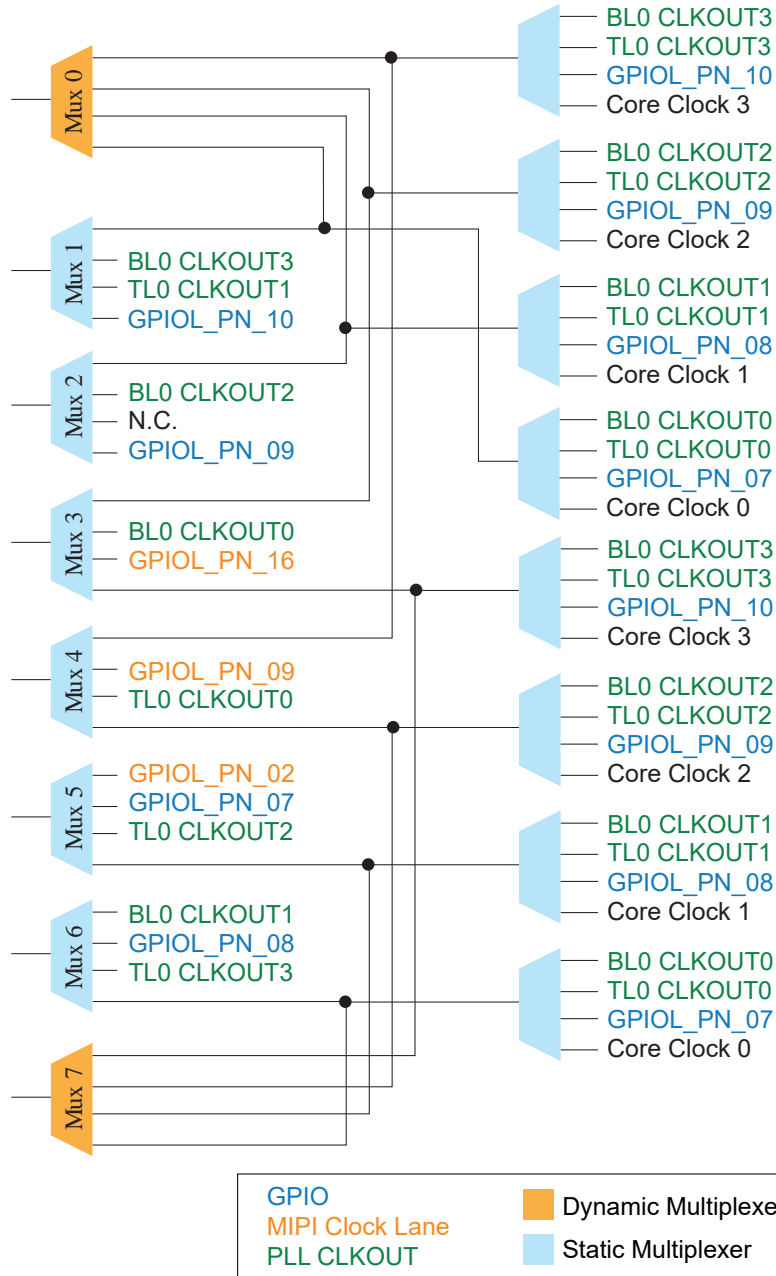 Mux 0
Mux 1
BL0 CLKOUT3
TL0 CLKOUT1
GPIOL_PN_10
Mux 2
BL0 CLKOUT2
N.C.
GPIOL_PN_09
Mux 3
BL0 CLKOUT0
GPIOL_PN_16
Mux 4
GPIOL_PN_09
TL0 CLKOUT0
Mux 5
GPIOL_PN_02
GPIOL_PN_07
TL0 CLKOUT2
Mux 6
BL0 CLKOUT1
GPIOL_PN_08
TL0 CLKOUT3
Mux 7
BL0 CLKOUT3
TL0 CLKOUT3
GPIOL_PN_10
Core Clock 3
BL0 CLKOUT2
TL0 CLKOUT2
GPIOL_PN_09
Core Clock 2
BL0 CLKOUT1
TL0 CLKOUT1
GPIOL_PN_08
Core Clock 1
BL0 CLKOUT0
TL0 CLKOUT0
GPIOL_PN_07
Core Clock 0
BL0 CLKOUT3
TL0 CLKOUT3
GPIOL_PN_10
Core Clock 3
BL0 CLKOUT2
TL0 CLKOUT2
GPIOL_PN_09
Core Clock 2
BL0 CLKOUT1
TL0 CLKOUT1
GPIOL_PN_08
Core Clock 1
BL0 CLKOUT0
TL0 CLKOUT0
GPIOL_PN_07
Core Clock 0
GPIO
MIPI Clock Lane
PLL CLKOUT
Dynamic Multiplexe
Static Multiplexer